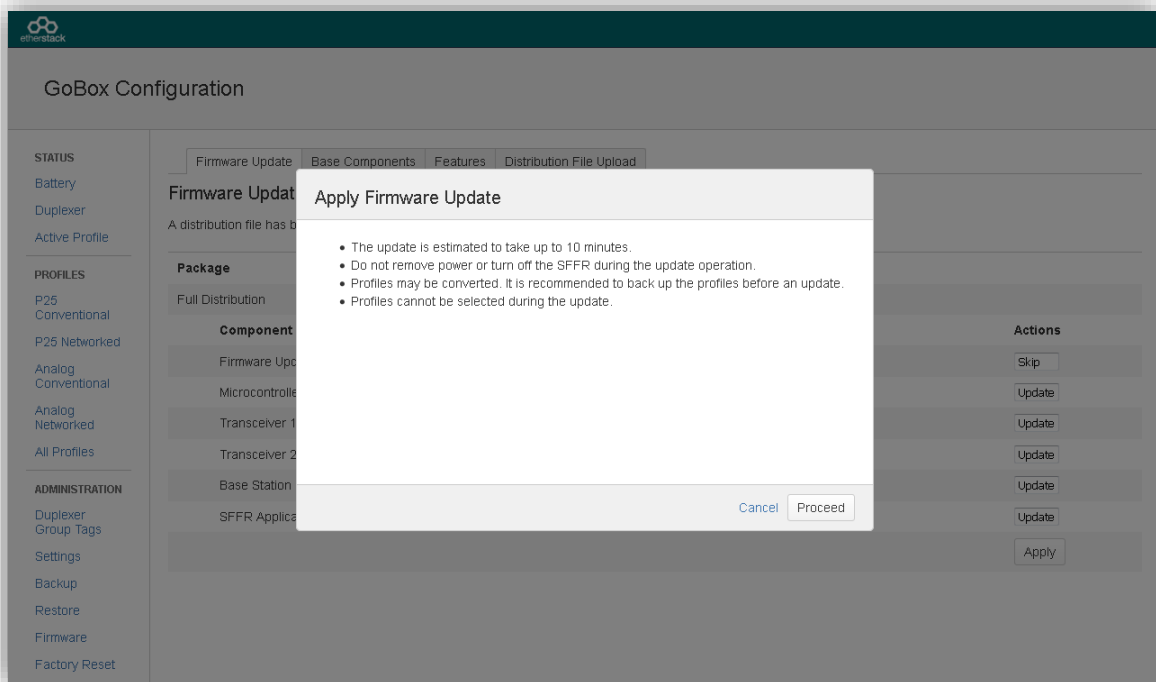 etherstack
GoBox Configuration
STATUS
Battery
Duplexer
Active Profile
PROFILES
P25
Conventional
P25 Networked
Analog
Conventional
Analog
Networked
All Profiles
ADMINISTRATION
Duplexer
Group Tags
Settings
Backup
Restore
Firmware
Factory Reset
Firmware Update Base Components Features Distribution File Upload
Firmware Updat
A distribution file has b
Package
Full Distribution
Component Actions
Firmware Upd Skip
Microcontrolle Update
Transceiver 1 Update
Transceiver 2 Update
Base Station Update
SFFR Applica Update
Apply
Apply Firmware Update
• The update is estimated to take up to 10 minutes.
• Do not remove power or turn off the SFFR during the update operation.
• Profiles may be converted. It is recommended to back up the profiles before an update.
• Profiles cannot be selected during the update.
Cancel Proceed